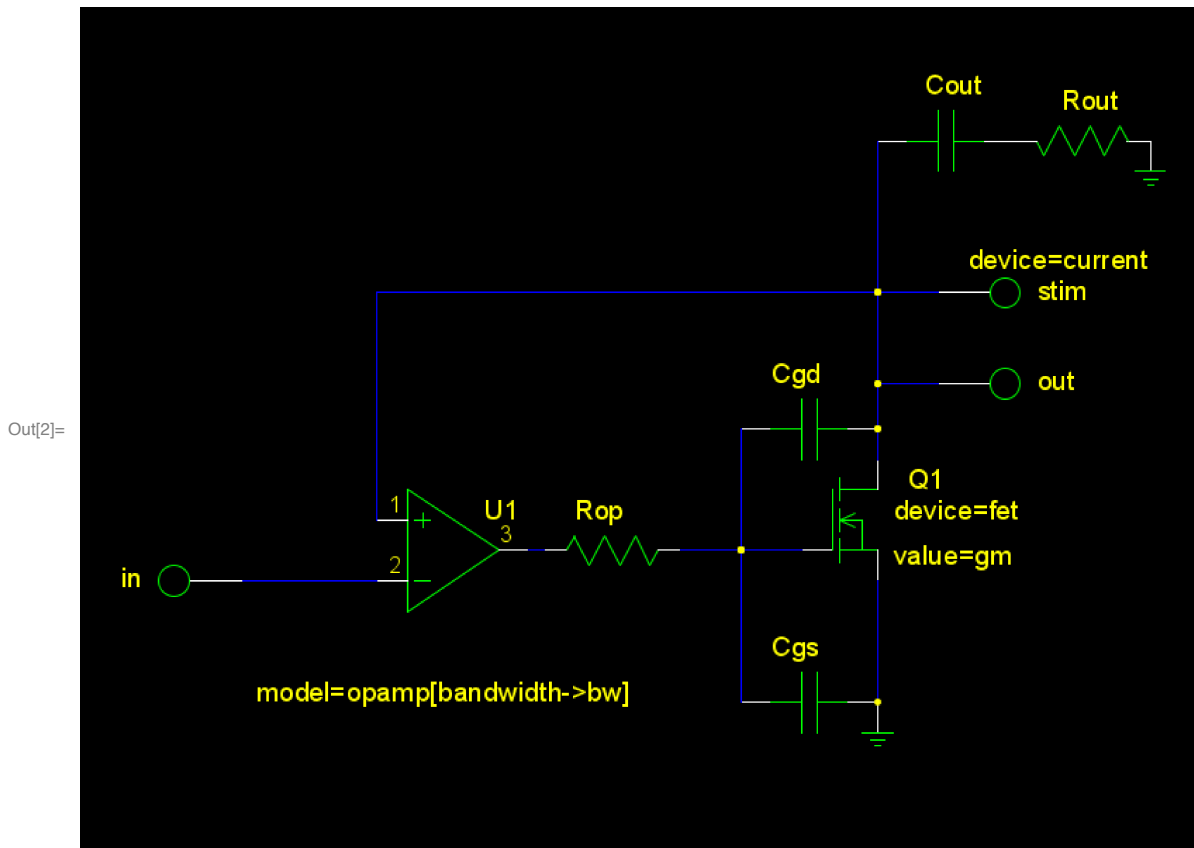 Cout
Rout
device=current
stim
Cgd
out
Out[2]=
Q1
1
U1
Rop
device=fet
+
3
2
value=gm
in
−
Cgs
model=opamp[bandwidth->bw]